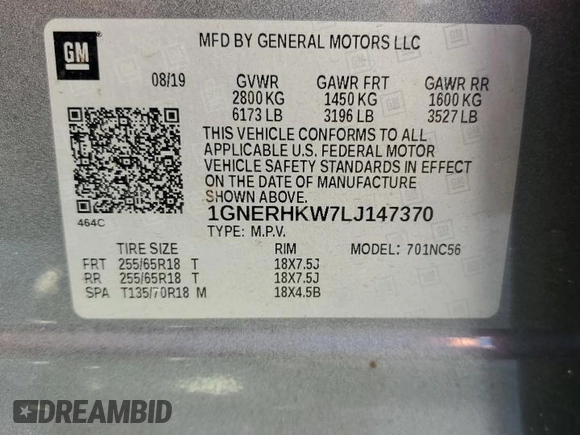 GM
MFD BY GENERAL MOTORS LLC
08/19 GVWR GAWR FRT GAWR RR
2800 KG 1450 KG 1600 KG
6173 LB 3196 LB 3527 LB
THIS VEHICLE CONFORMS TO ALL
APPLICABLE U.S. FEDERAL MOTOR
VEHICLE SAFETY STANDARDS IN EFFECT
ON THE DATE OF MANUFACTURE
SHOWN ABOVE.
464C
1GNERHKW7LJ147370
TYPE: M.P.V.
TIRE SIZE RIM MODEL: 701NC56
FRT 255/65R18 T 18X7.5J
RR 255/65R18 T 18X7.5J
SPA T135/70R18 M 18X4.5B
DREAMBID